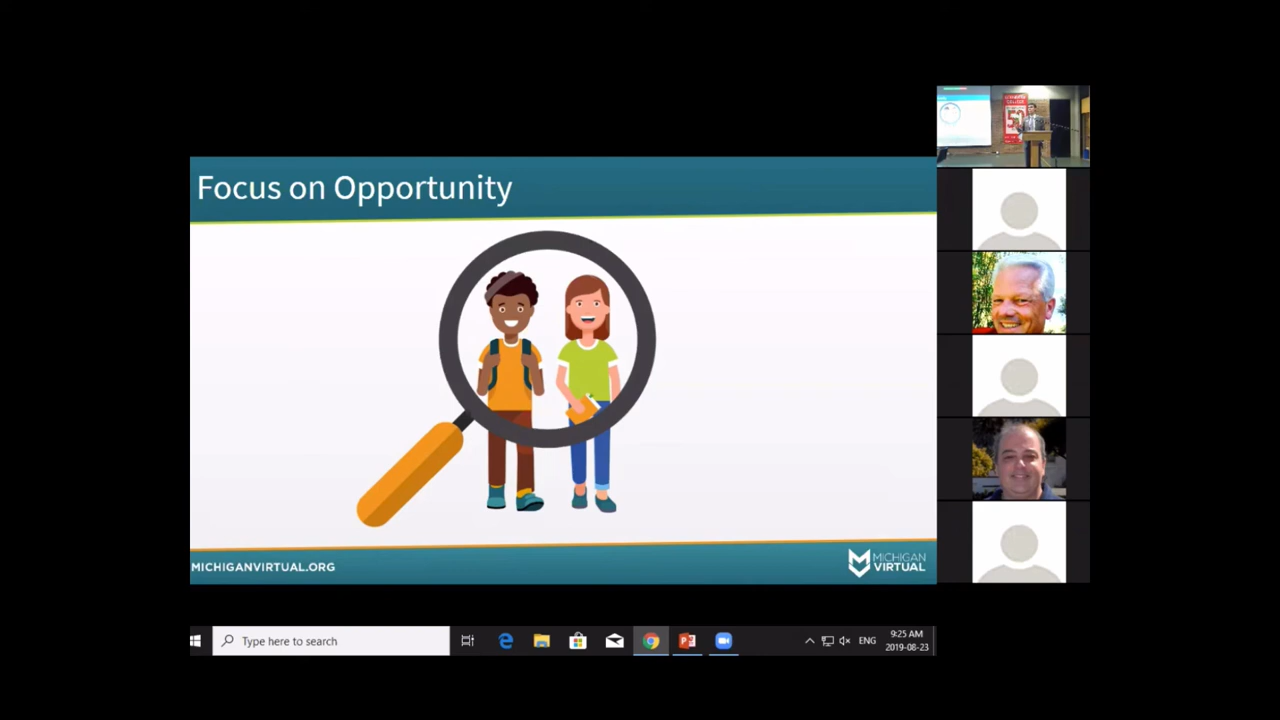 Focus on Opportunity
MICHIGANVIRTUAL.ORG
MICHIGAN
VIRTUAL
Type here to search
ENG
9:25 AM
2019-08-23